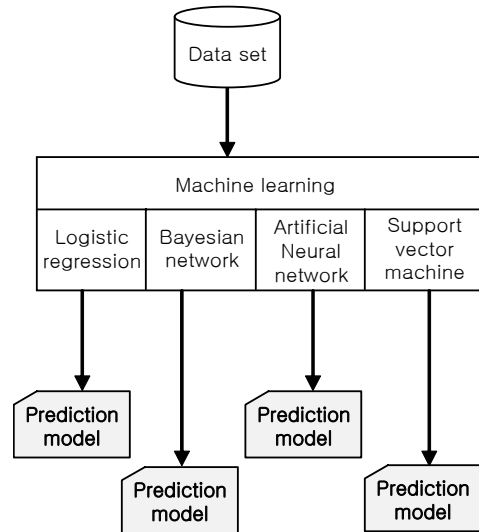 Data set
Machine learning
Logistic
regression
Bayesian
network
Artificial
Neural
network
Support
vector
machine
Prediction
model
Prediction
model
Prediction
model
Prediction
model